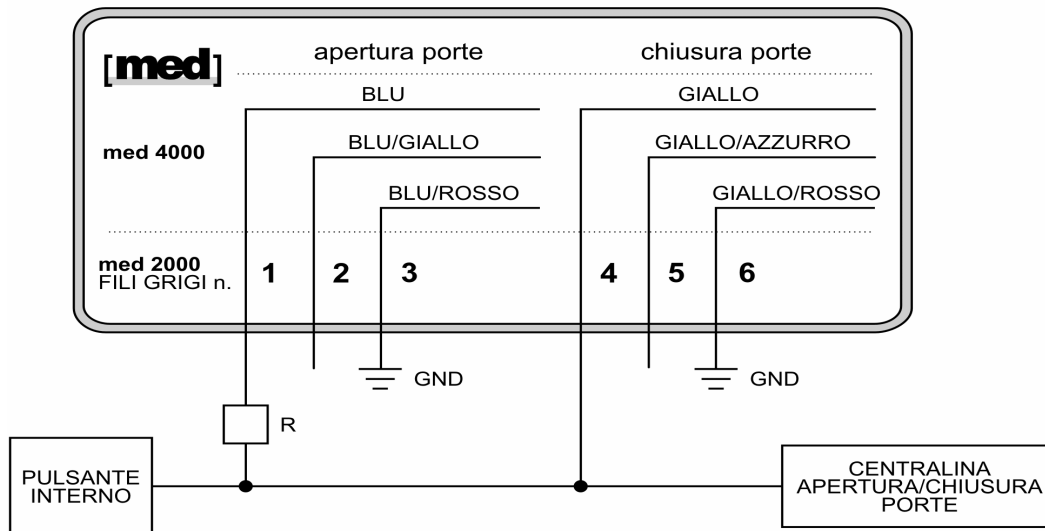 [med]
apertura porte
chiusura porte
BLU
GIALLO
med 4000
BLU/GIALLO
GIALLO/AZZURRO
BLU/ROSSO
GIALLO/ROSSO
med 2000
FILI GRIGI n.
1
2
3
4
5
6
GND
GND
R
PULSANTE
INTERNO
CENTRALINA
APERTURA/CHIUSURA
PORTE